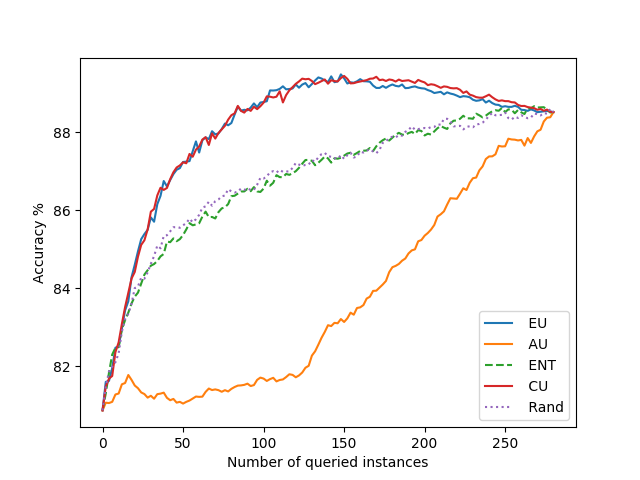 Accuracy %
88
86
84
82
0 50 100 150 200 250
Number of queried instances
EU
AU
ENT
CU
Rand